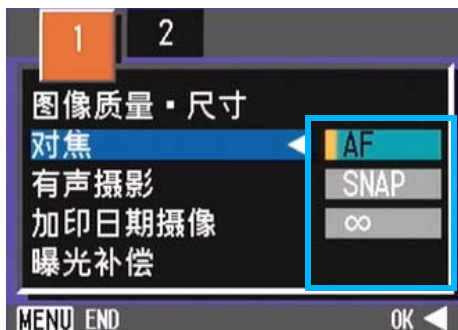 1 2
图像质量·尺寸
对焦 ◀ AF
有声摄影 SNAP
加印日期摄像 ∞
曝光补偿
MENU END OK ◀